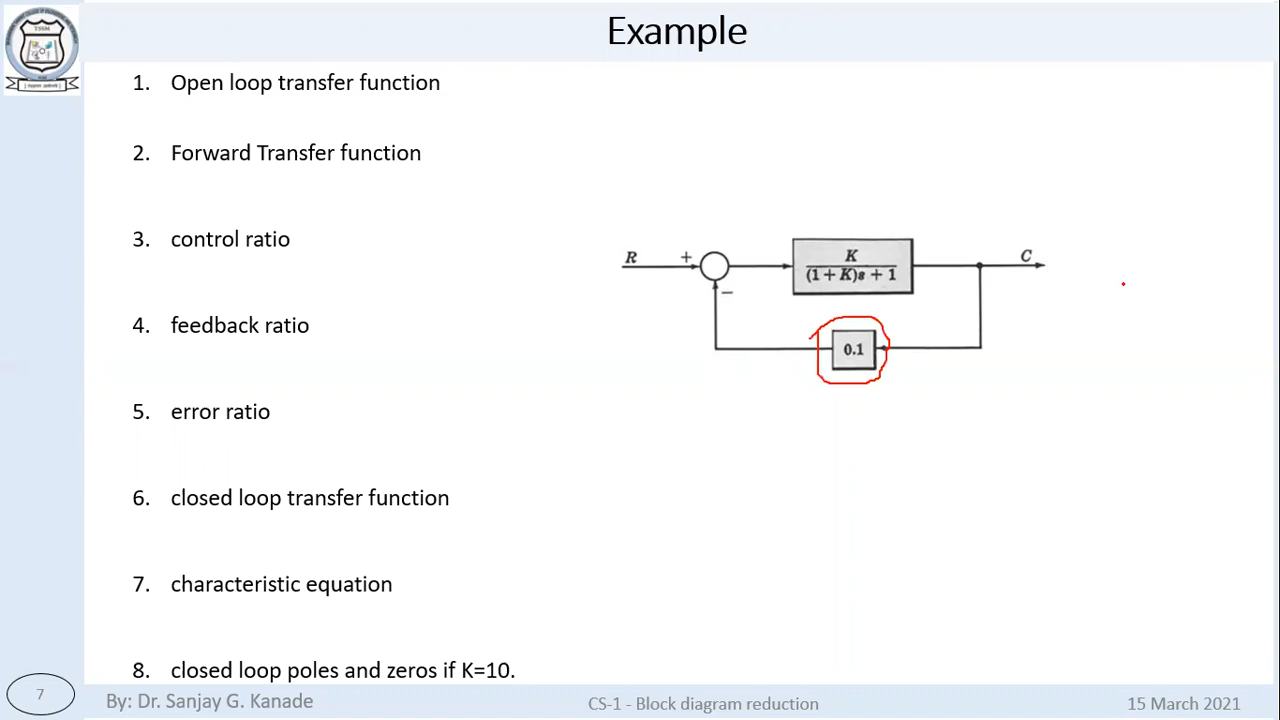 TSSM
Example
1. Open loop transfer function
2. Forward Transfer function
3. control ratio
4. feedback ratio
5. error ratio
6. closed loop transfer function
7. characteristic equation
8. closed loop poles and zeros if K=10.
R
+
−
K
(1 + K)s + 1
C
0.1
7
By: Dr. Sanjay G. Kanade
CS-1 - Block diagram reduction
15 March 2021